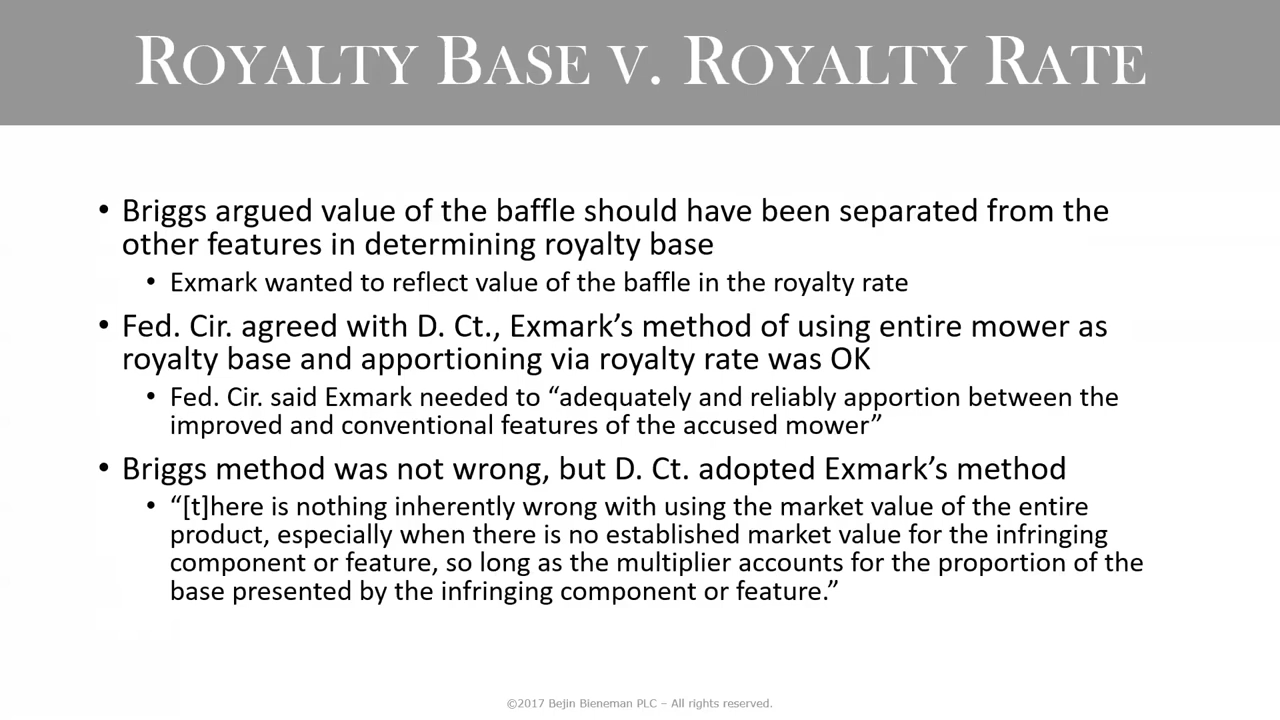 ROYALTY BASE V. ROYALTY RATE
• Briggs argued value of the baffle should have been separated from the
other features in determining royalty base
• Exmark wanted to reflect value of the baffle in the royalty rate
• Fed. Cir. agreed with D. Ct., Exmark’s method of using entire mower as
royalty base and apportioning via royalty rate was OK
• Fed. Cir. said Exmark needed to “adequately and reliably apportion between the
improved and conventional features of the accused mower”
• Briggs method was not wrong, but D. Ct. adopted Exmark’s method
• “[t]here is nothing inherently wrong with using the market value of the entire
product, especially when there is no established market value for the infringing
component or feature, so long as the multiplier accounts for the proportion of the
base presented by the infringing component or feature.”
©2017 Bejin Bieneman PLC – All rights reserved.